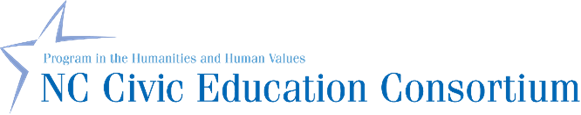 Program in the Humanities and Human Values
NC Civic Education Consortium